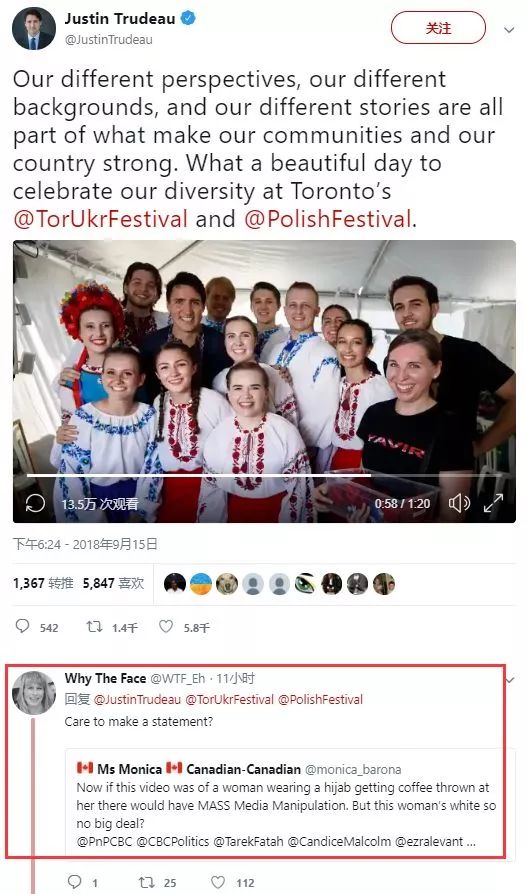 Justin Trudeau
@JustinTrudeau
关注
Our different perspectives, our different
backgrounds, and our different stories are all
part of what make our communities and our
country strong. What a beautiful day to
celebrate our diversity at Toronto's
@TorUkrFestival and @PolishFestival.
TAVIR
13.5万 次观看
0:58 / 1:20
下午6:24 - 2018年9月15日
1,367 转推 5,847 喜欢
542 1.4千 5.8千
Why The Face @WTF_Eh · 11小时
回复 @JustinTrudeau @TorUkrFestival @PolishFestival
Care to make a statement?
Ms Monica Canadian-Canadian @monica_barona
Now if this video was of a woman wearing a hijab getting coffee thrown at
her there would have MASS Media Manipulation. But this woman's white so
no big deal?
@PnPCBC @CBCPolitics @TarekFatah @CandiceMalcolm @ezralevant ...
1 25 112